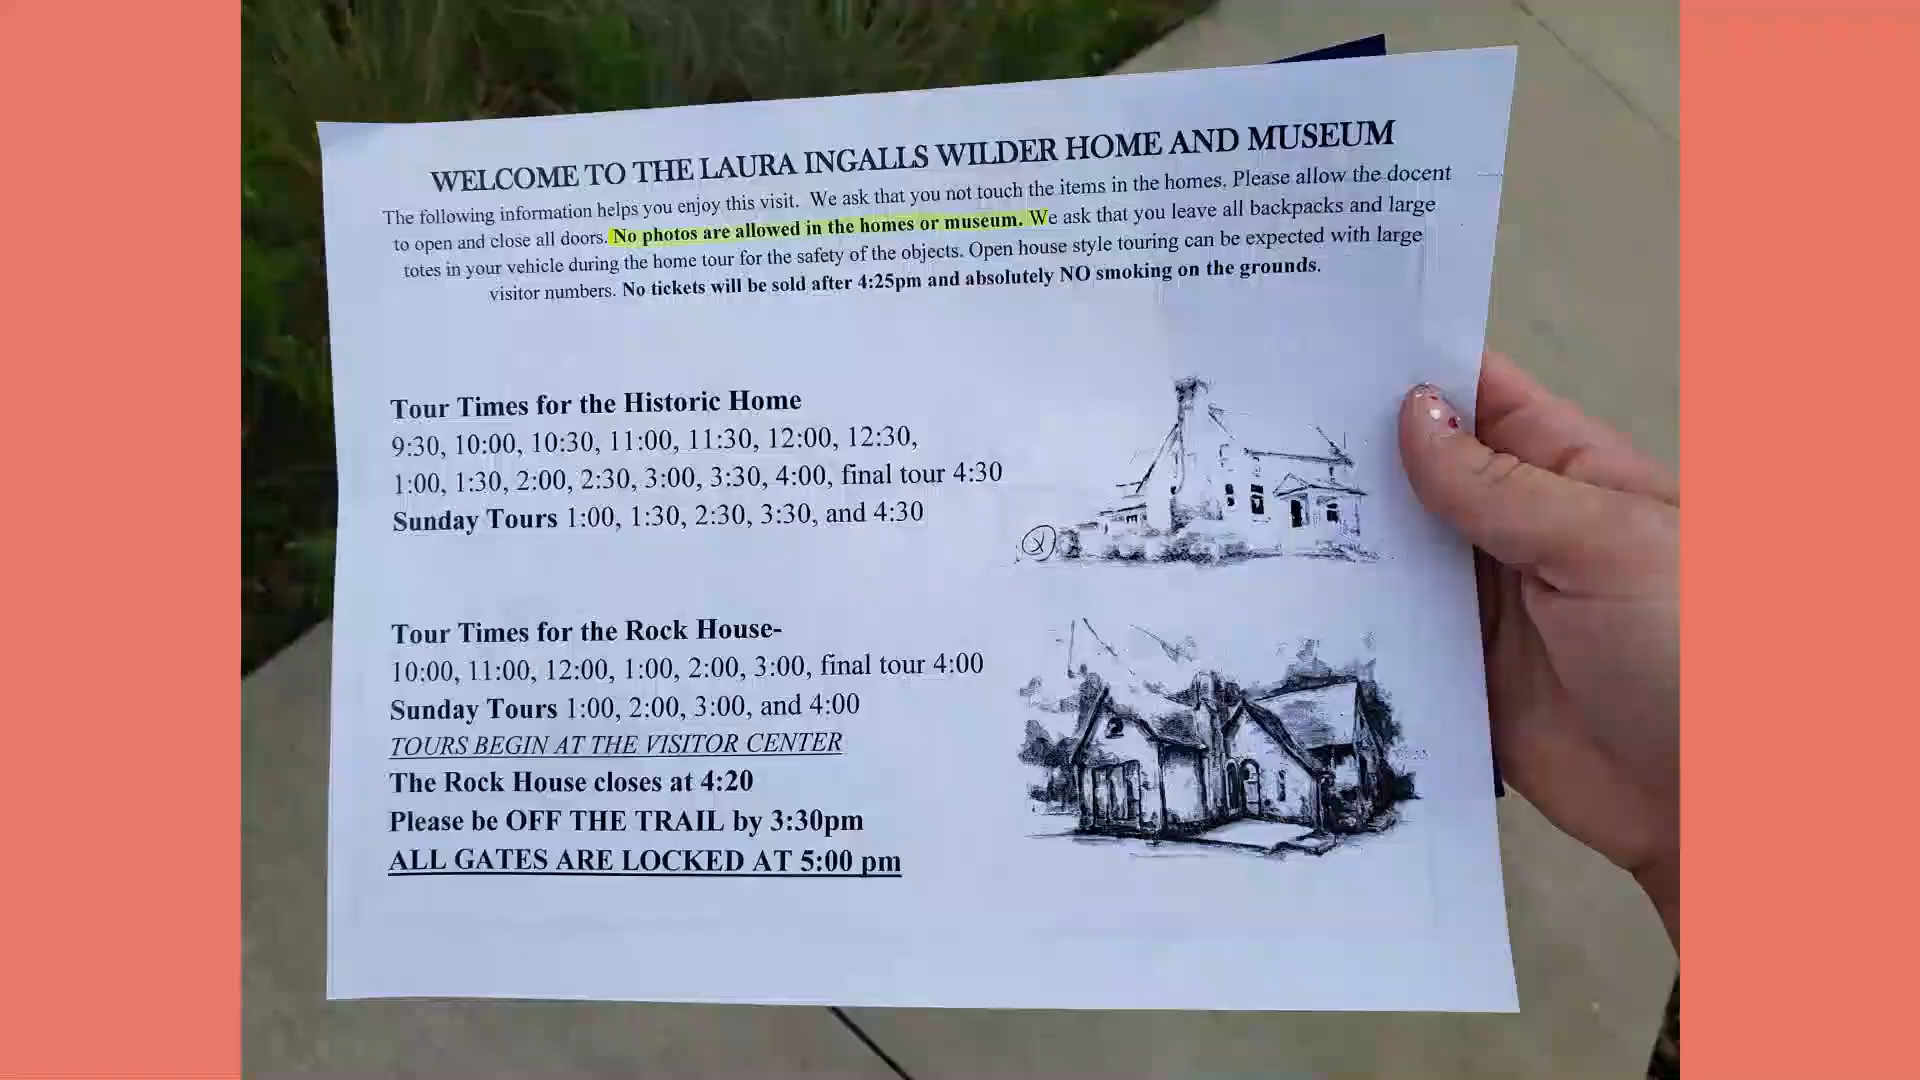 WELCOME TO THE LAURA INGALLS WILDER HOME AND MUSEUM
The following information helps you enjoy this visit. We ask that you not touch the items in the homes. Please allow the docent
to open and close all doors. No photos are allowed in the homes or museum. We ask that you leave all backpacks and large
totes in your vehicle during the home tour for the safety of the objects. Open house style touring can be expected with large
visitor numbers. No tickets will be sold after 4:25pm and absolutely NO smoking on the grounds.
Tour Times for the Historic Home
9:30, 10:00, 10:30, 11:00, 11:30, 12:00, 12:30,
1:00, 1:30, 2:00, 2:30, 3:00, 3:30, 4:00, final tour 4:30
Sunday Tours 1:00, 1:30, 2:30, 3:30, and 4:30
Tour Times for the Rock House-
10:00, 11:00, 12:00, 1:00, 2:00, 3:00, final tour 4:00
Sunday Tours 1:00, 2:00, 3:00, and 4:00
TOURS BEGIN AT THE VISITOR CENTER
The Rock House closes at 4:20
Please be OFF THE TRAIL by 3:30pm
ALL GATES ARE LOCKED AT 5:00 pm